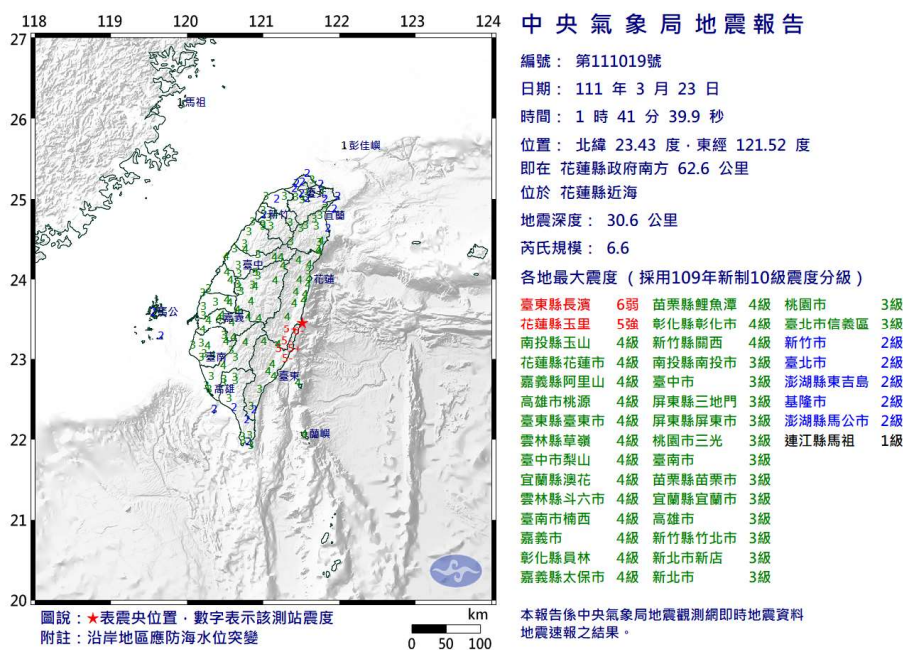 118 119 120 121 122 123 124
27
26
25
24
23
22
21
20
馬祖
彭佳嶼
臺北
新竹
宜蘭
臺中
花蓮
馬公
嘉義
臺南
臺東
高雄
蘭嶼
圖說：★表震央位置，數字表示該測站震度
附註：沿岸地區應防海水位突變
km
0 50 100
中央氣象局地震報告
編號： 第111019號
日期： 111 年 3 月 23 日
時間： 1 時 41 分 39.9 秒
位置： 北緯 23.43 度，東經 121.52 度
即在 花蓮縣政府南方 62.6 公里
位於 花蓮縣近海
地震深度： 30.6 公里
芮氏規模： 6.6
各地最大震度（採用109年新制10級震度分級）
臺東縣長濱 6弱 苗栗縣鯉魚潭 4級 桃園市 3級
花蓮縣玉里 5強 彰化縣彰化市 4級 臺北市信義區 3級
南投縣玉山 4級 新竹縣關西 4級 新竹市 2級
花蓮縣花蓮市 4級 南投縣南投市 3級 臺北市 2級
嘉義縣阿里山 4級 臺中市 3級 澎湖縣東吉島 2級
高雄市桃源 4級 屏東縣三地門 3級 基隆市 2級
臺東縣臺東市 4級 屏東縣屏東市 3級 澎湖縣馬公市 2級
雲林縣草嶺 4級 桃園市三光 3級 連江縣馬祖 1級
臺中市梨山 4級 臺南市 3級
宜蘭縣澳花 4級 苗栗縣苗栗市 3級
雲林縣斗六市 4級 宜蘭縣宜蘭市 3級
臺南市楠西 4級 高雄市 3級
嘉義市 4級 新竹縣竹北市 3級
彰化縣員林 4級 新北市新店 3級
嘉義縣太保市 4級 新北市 3級
本報告係中央氣象局地震觀測網即時地震資料
地震速報之結果。